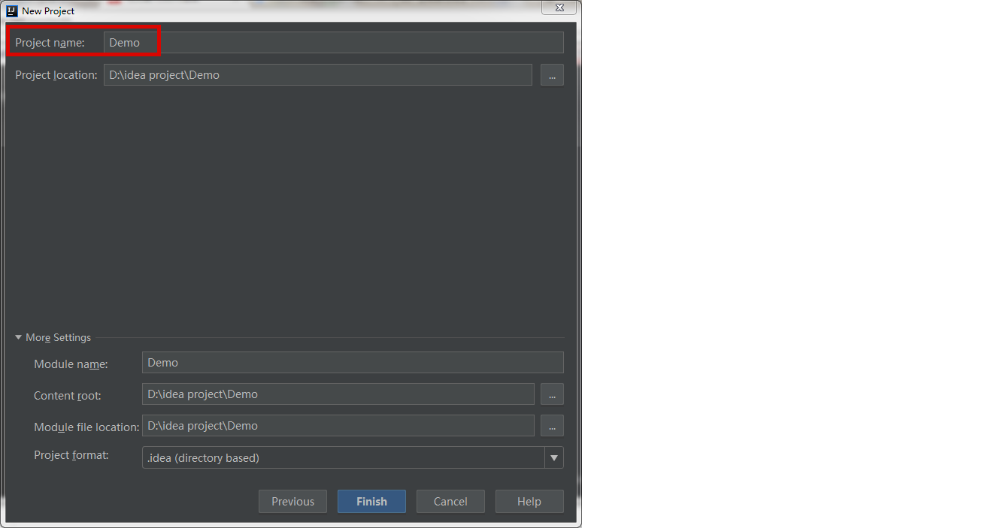 New Project
Project name: Demo
Project location: D:\idea project\Demo ...
More Settings
Module name: Demo
Content root: D:\idea project\Demo ...
Module file location: D:\idea project\Demo ...
Project format: .idea (directory based)
Previous Finish Cancel Help